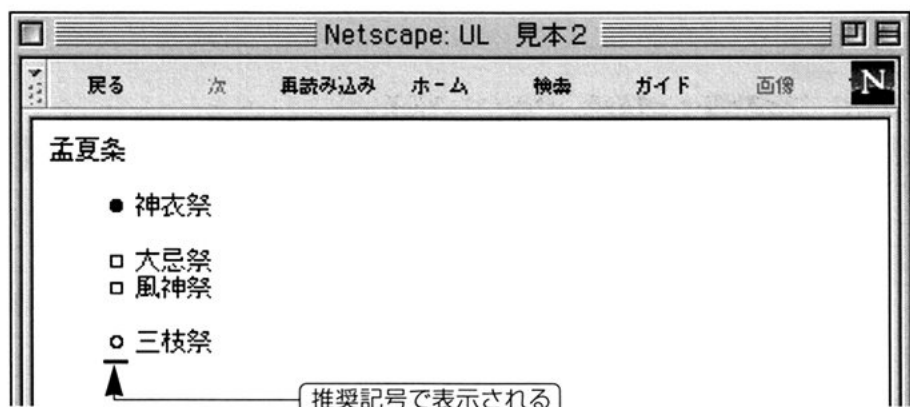 Netscape: UL 見本2
戻る 次 再読み込み ホーム 検索 ガイド 画像 N
孟夏条
● 神衣祭
□ 大忌祭
□ 風神祭
○ 三枝祭
推奨記号で表示される